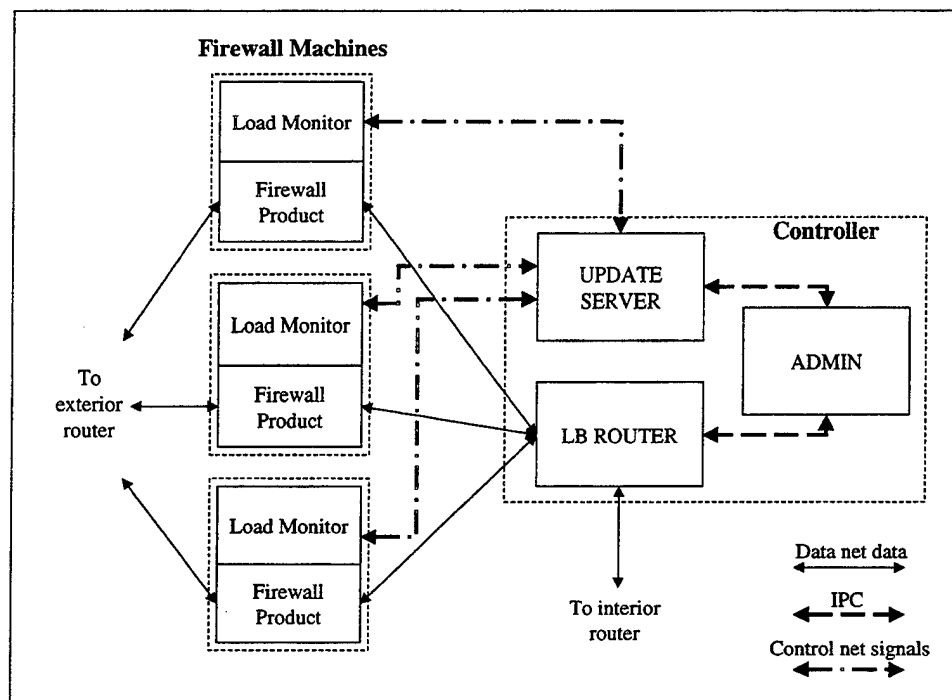 Firewall Machines
Load Monitor
Firewall
Product
Load Monitor
Firewall
Product
Load Monitor
Firewall
Product
To
exterior
router
Controller
UPDATE
SERVER
ADMIN
LB ROUTER
To interior
router
Data net data
IPC
Control net signals